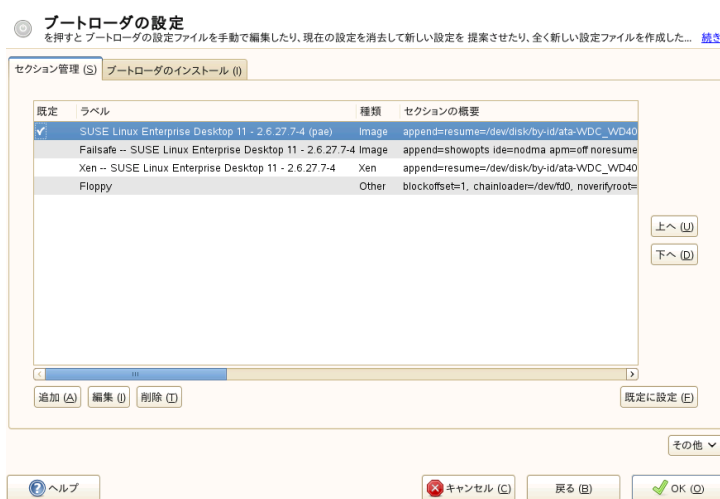 ブートローダの設定
を押すと ブートローダの設定ファイルを手動で編集したり、現在の設定を消去して新しい設定を 提案させたり、全く新しい設定ファイルを作成した... 続き
セクション管理 (S) ブートローダのインストール (I)
既定 ラベル 種類 セクションの概要
SUSE Linux Enterprise Desktop 11 - 2.6.27.7-4 (pae) Image append=resume=/dev/disk/by-id/ata-WDC_WD40
Failsafe -- SUSE Linux Enterprise Desktop 11 - 2.6.27.7-4 Image append=showopts ide=nodma apm=off noresume
Xen -- SUSE Linux Enterprise Desktop 11 - 2.6.27.7-4 Xen append=resume=/dev/disk/by-id/ata-WDC_WD40
Floppy Other blockoffset=1, chainloader=/dev/fd0, noverifyroot=
上へ (U)
下へ (D)
追加 (A) 編集 (I) 削除 (T) 既定に設定 (F)
その他
ヘルプ キャンセル (C) 戻る (B) OK (O)